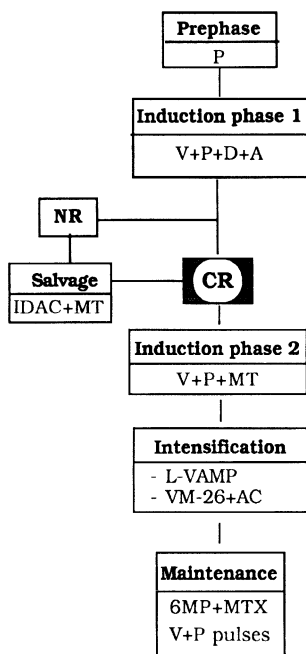 Prephase
P
Induction phase 1
V+P+D+A
NR
Salvage
IDAC+MT
CR
Induction phase 2
V+P+MT
Intensification
- L-VAMP
- VM-26+AC
Maintenance
6MP+MTX
V+P pulses